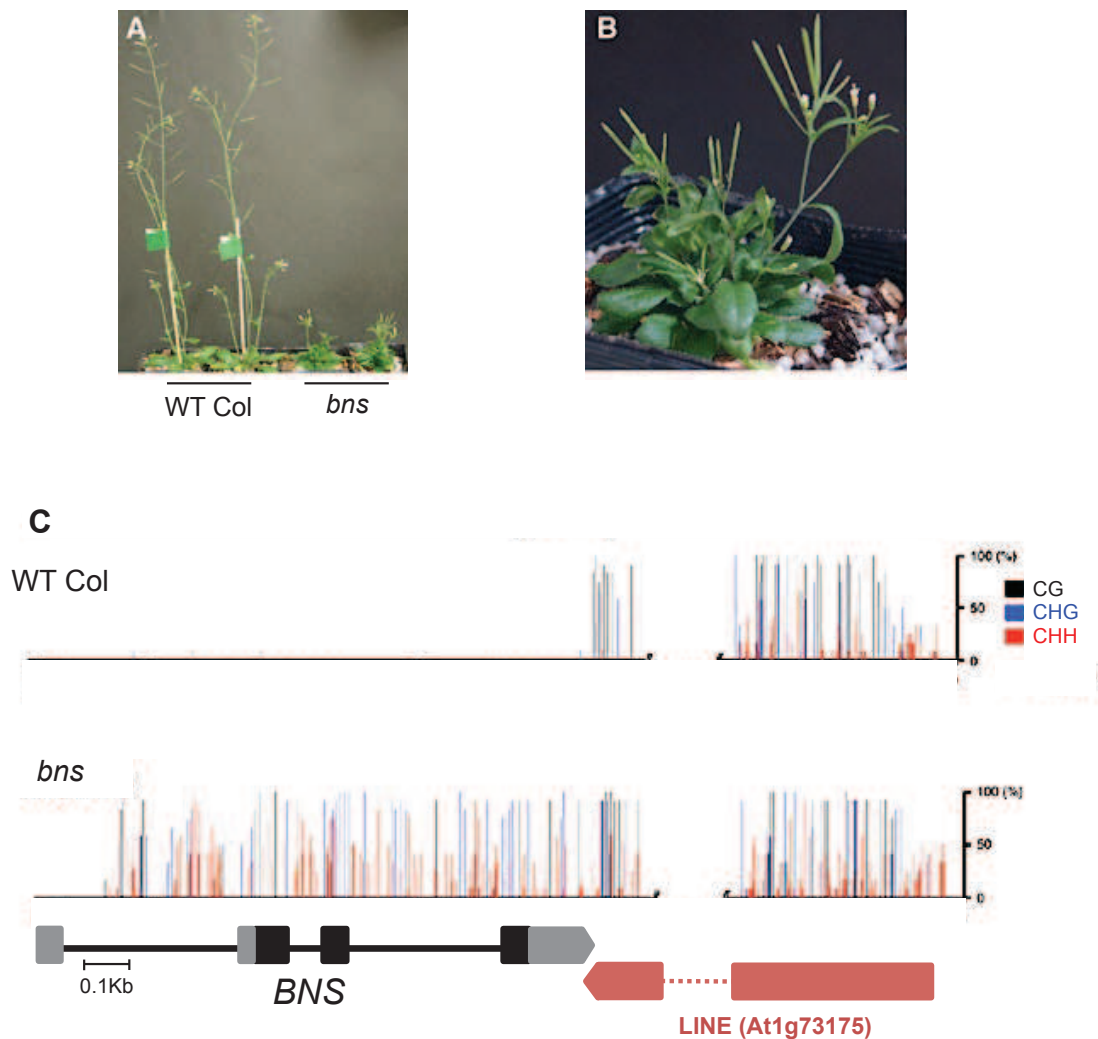 A
B
WT Col
bns
C
WT Col
100 (%)
50
0
CG
CHG
CHH
bns
100 (%)
50
0
0.1Kb
BNS
LINE (At1g73175)